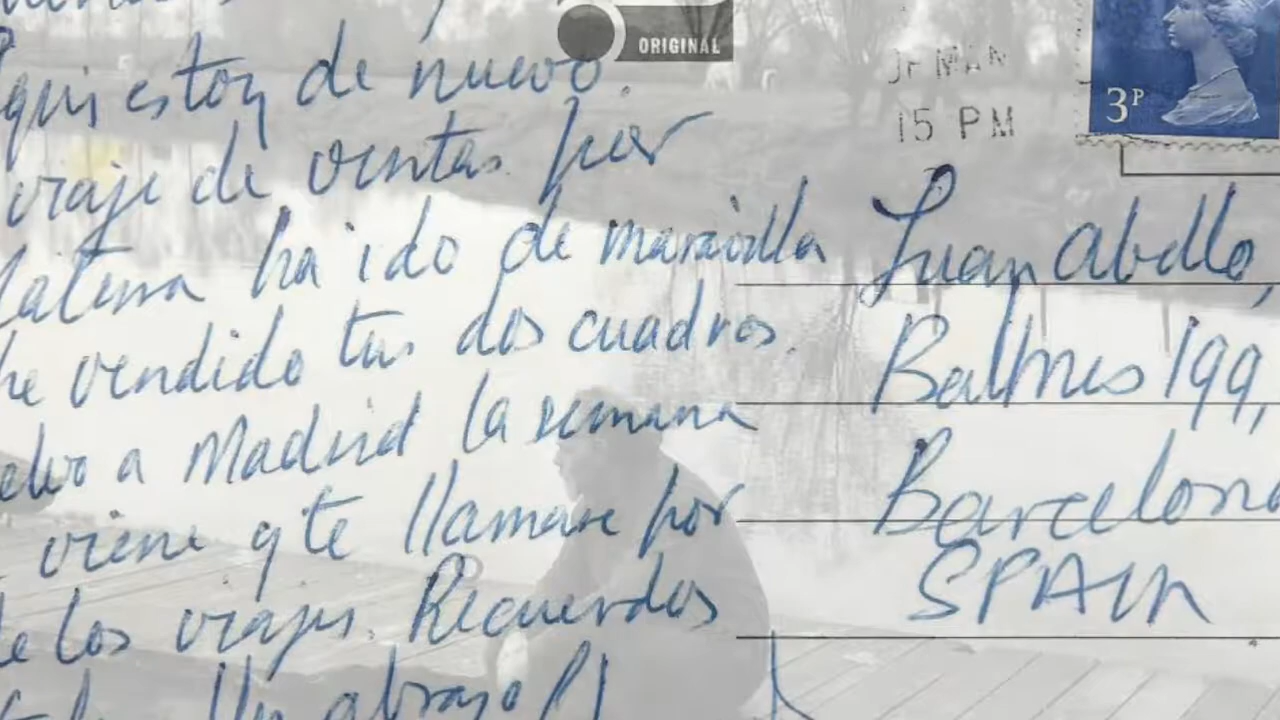 ORIGINAL
aqui estoy de nuevo.
viaje de ventas por
latina ha ido de maravilla
he vendido tus dos cuadros.
a Madrid la semana
viene y te llamare por
de los viajes. Recuerdos
Un abrazo
15 PM
3P
Juan Abello,
Balmes 199,
Barcelona
SPAIN